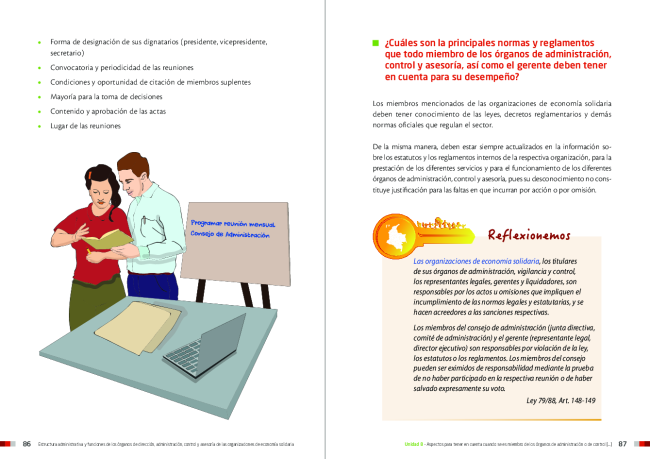 • Forma de designación de sus dignatarios (presidente, vicepresidente,
secretario)
• Convocatoria y periodicidad de las reuniones
• Condiciones y oportunidad de citación de miembros suplentes
• Mayoría para la toma de decisiones
• Contenido y aprobación de las actas
• Lugar de las reuniones
Programar reunión mensual
Consejo de Administración
86 Estructura administrativa y funciones de los órganos de dirección, administración, control y asesoría de las organizaciones de economía solidaria
¿Cuáles son la principales normas y reglamentos
que todo miembro de los órganos de administración,
control y asesoría, así como el gerente deben tener
en cuenta para su desempeño?
Los miembros mencionados de las organizaciones de economía solidaria
deben tener conocimiento de las leyes, decretos reglamentarios y demás
normas oficiales que regulan el sector.
De la misma manera, deben estar siempre actualizados en la información so-
bre los estatutos y los reglamentos internos de la respectiva organización, para la
prestación de los diferentes servicios y para el funcionamiento de los diferentes
órganos de administración, control y asesoría, pues su desconocimiento no cons-
tituye justificación para las faltas en que incurran por acción o por omisión.
Reflexionemos
Las organizaciones de economía solidaria, los titulares
de sus órganos de administración, vigilancia y control,
los representantes legales, gerentes y liquidadores, son
responsables por los actos u omisiones que impliquen el
incumplimiento de las normas legales y estatutarias, y se
hacen acreedores a las sanciones respectivas.
Los miembros del consejo de administración (junta directiva,
comité de administración) y el gerente (representante legal,
director ejecutivo) son responsables por violación de la ley,
los estatutos o los reglamentos. Los miembros del consejo
pueden ser eximidos de responsabilidad mediante la prueba
de no haber participado en la respectiva reunión o de haber
salvado expresamente su voto.
Ley 79/88, Art. 148-149
Aspectos para tener en cuenta cuando se es miembro de los órganos de administración o de control [...] 87